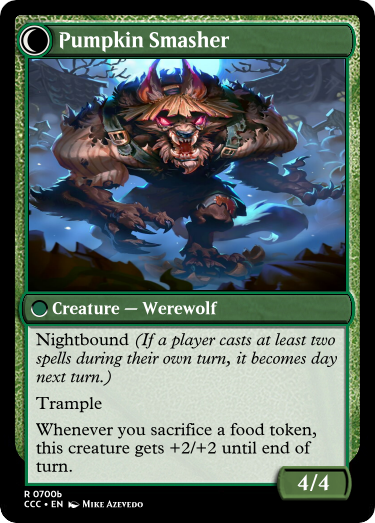 Pumpkin Smasher
Creature — Werewolf
Nightbound (If a player casts at least two
spells during their own turn, it becomes day
next turn.)
Trample
Whenever you sacrifice a food token,
this creature gets +2/+2 until end of
turn.
4/4
R 0700b
CCC • EN Mike Azevedo